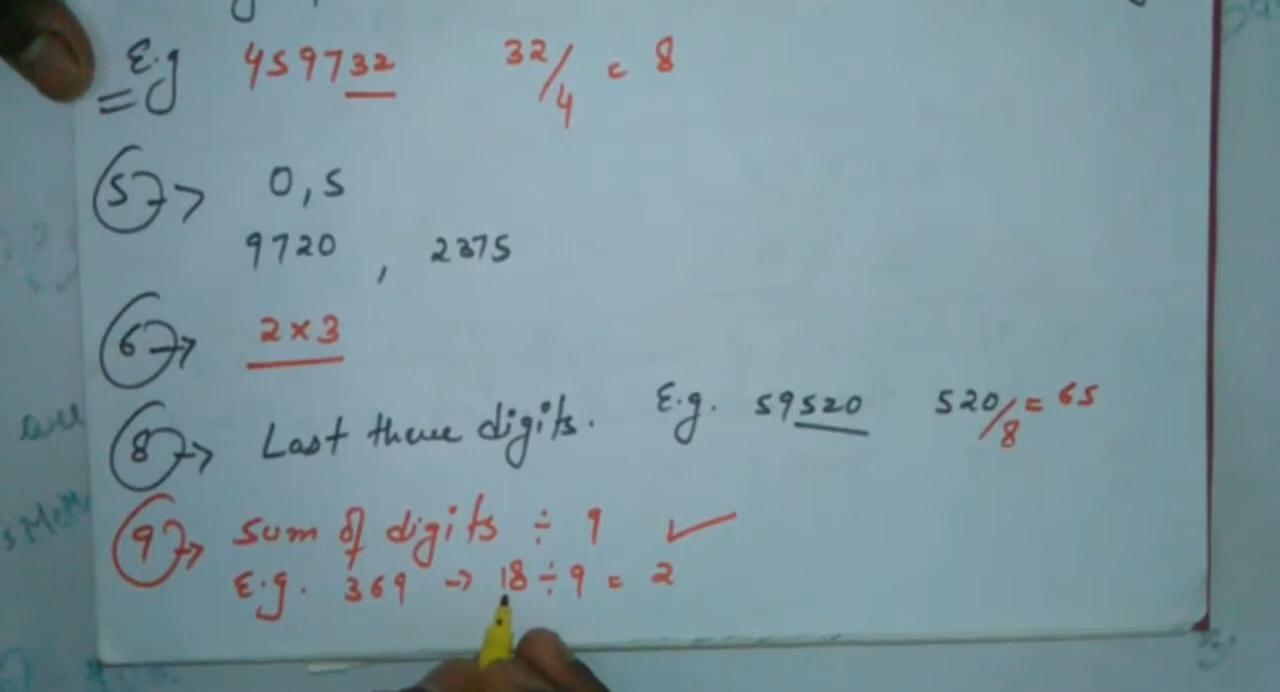 E.g 459732 32/4 = 8
5 → 0, 5
9720 , 2375
6 → 2 × 3
8 → Last three digits. E.g. 59520 520/8 = 65
9 → Sum of digits ÷ 9 ✓
E.g. 369 → 18 ÷ 9 = 2